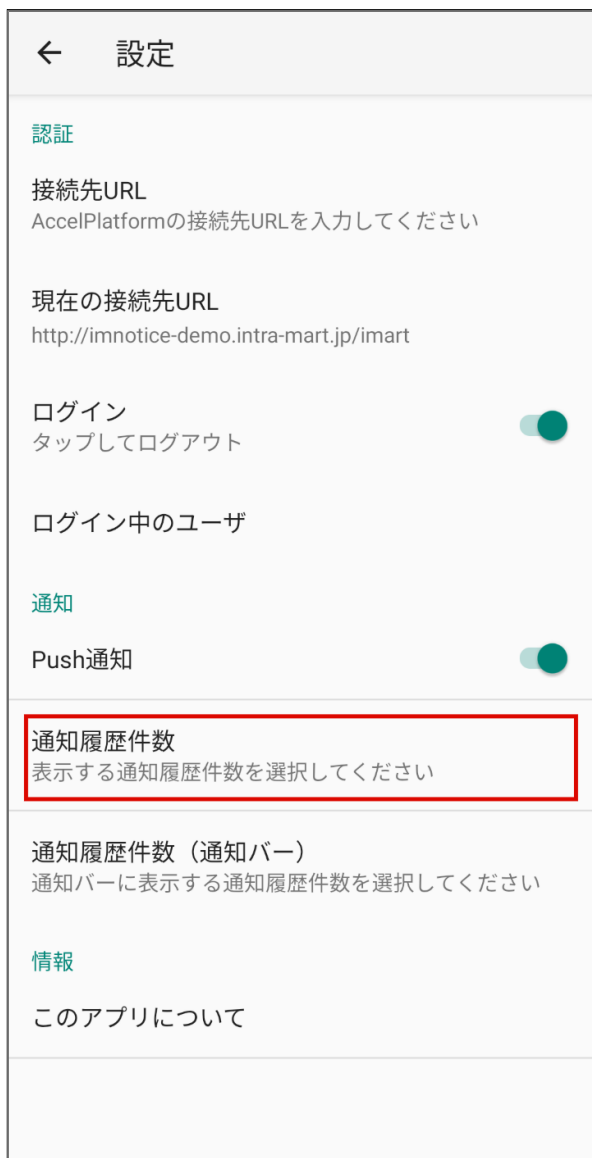 設定
認証
接続先URL
AccelPlatformの接続先URLを入力してください
現在の接続先URL
http://imnotice-demo.intra-mart.jp/imart
ログイン
タップしてログアウト
ログイン中のユーザ
通知
Push通知
通知履歴件数
表示する通知履歴件数を選択してください
通知履歴件数（通知バー）
通知バーに表示する通知履歴件数を選択してください
情報
このアプリについて